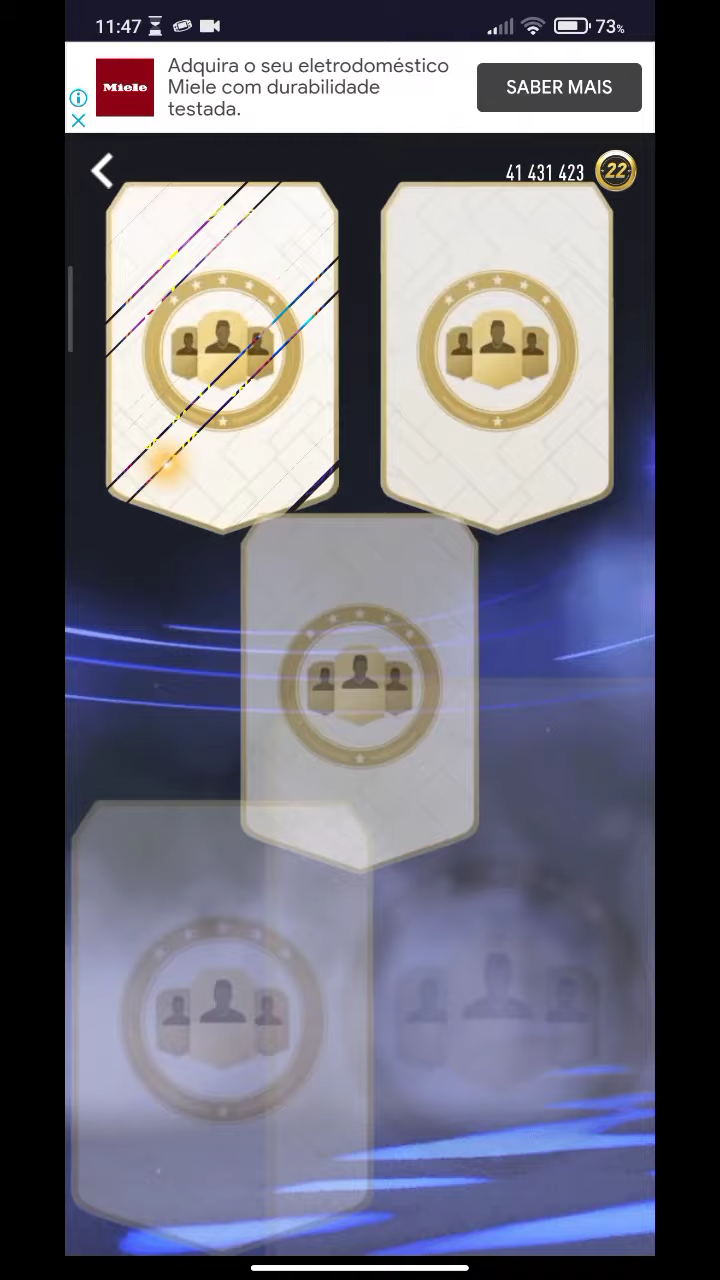 11:47
73%
Miele
Adquira o seu eletrodoméstico
Miele com durabilidade
testada.
SABER MAIS
41 431 423
22